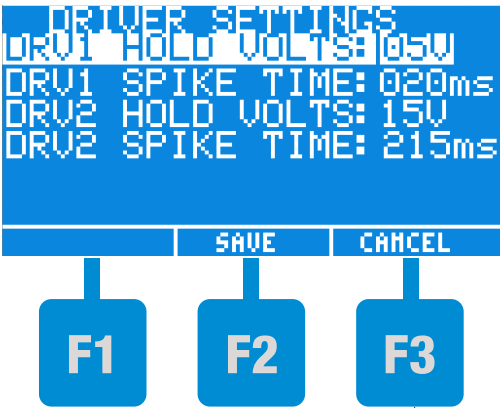 DRIVER SETTINGS
DRV1 HOLD VOLTS: 05V
DRV1 SPIKE TIME: 020ms
DRV2 HOLD VOLTS: 15V
DRV2 SPIKE TIME: 215ms
SAVE CANCEL
F1 F2 F3